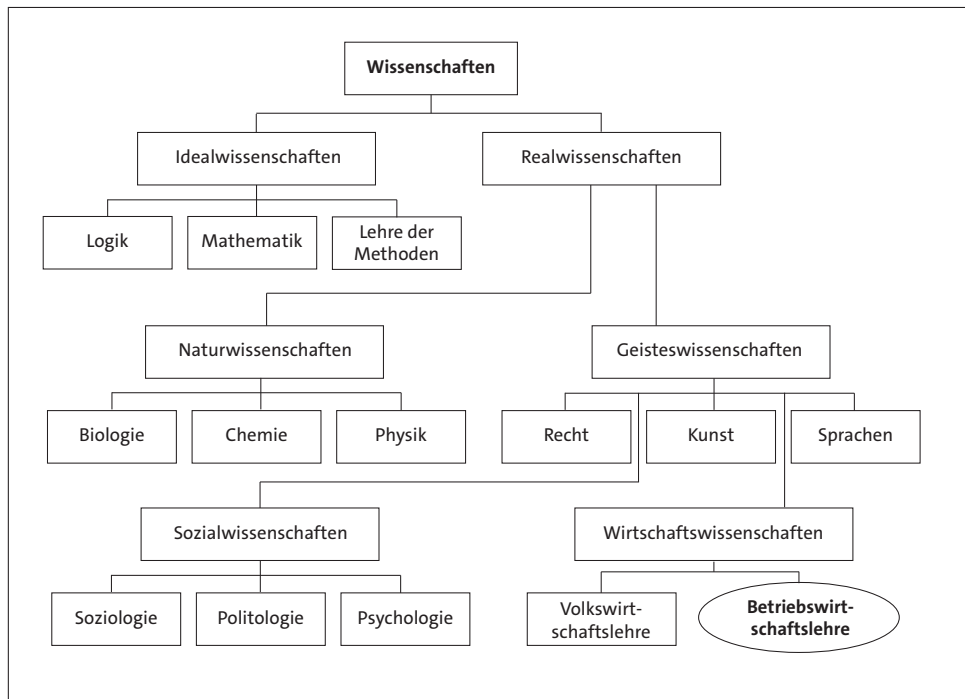 Wissenschaften
Idealwissenschaften
Realwissenschaften
Logik
Mathematik
Lehre der
Methoden
Naturwissenschaften
Geisteswissenschaften
Biologie
Chemie
Physik
Recht
Kunst
Sprachen
Sozialwissenschaften
Wirtschaftswissenschaften
Soziologie
Politologie
Psychologie
Volkswirt-
schaftslehre
Betriebswirt-
schaftslehre